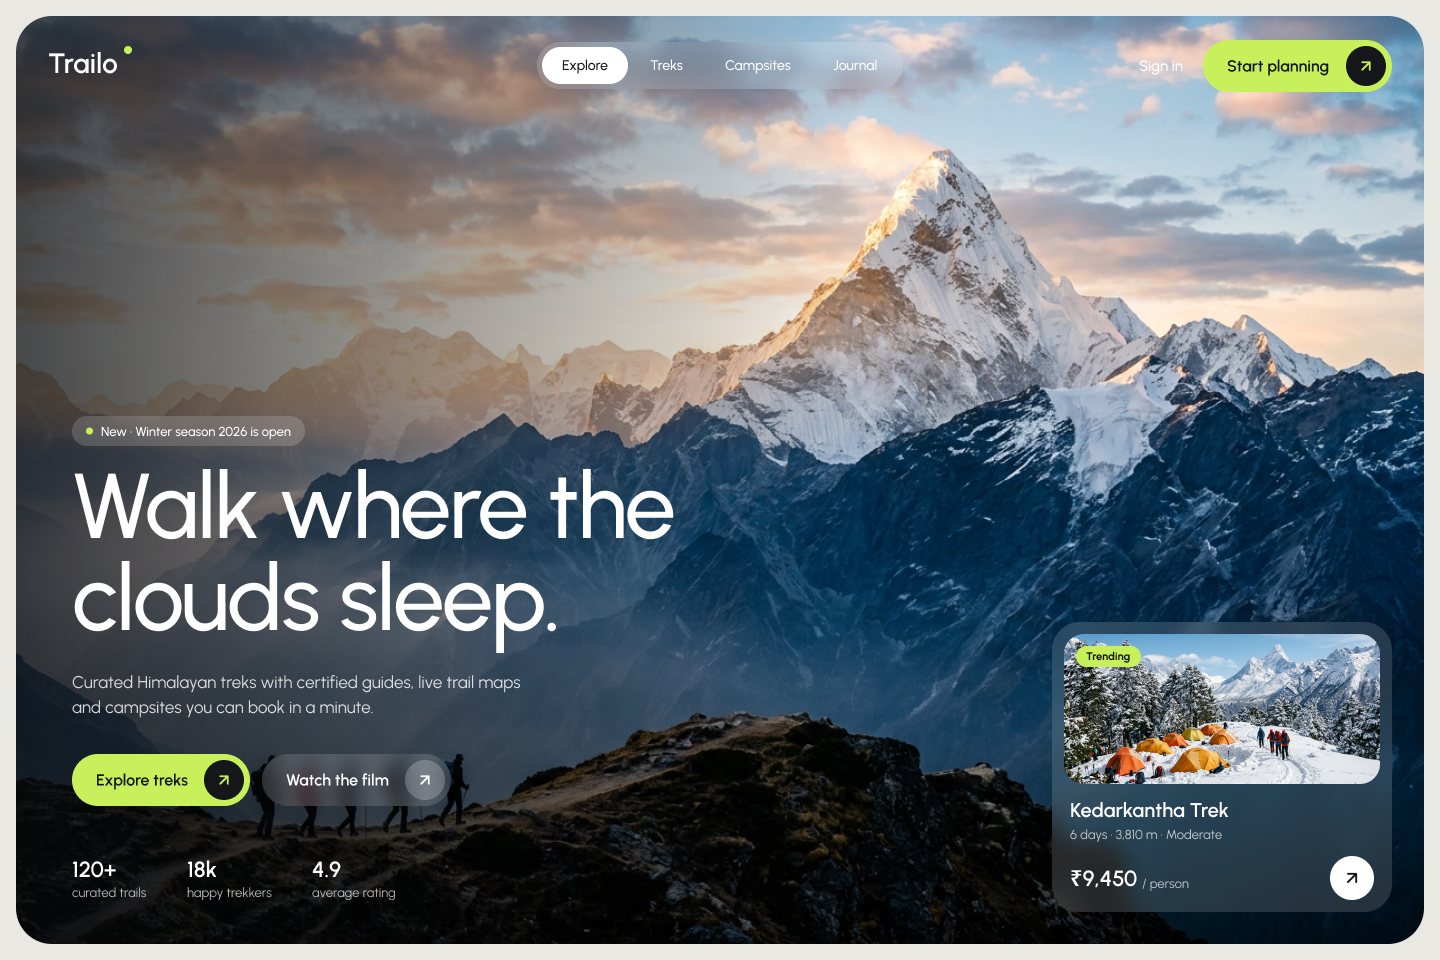 Trailo
Explore
Treks
Campsites
Journal
Sign in
Start planning
New · Winter season 2026 is open
Walk where the
clouds sleep.
Curated Himalayan treks with certified guides, live trail maps
and campsites you can book in a minute.
Explore treks
Watch the film
120+
curated trails
18k
happy trekkers
4.9
average rating
Trending
Kedarkantha Trek
6 days · 3,810 m · Moderate
₹9,450 / person